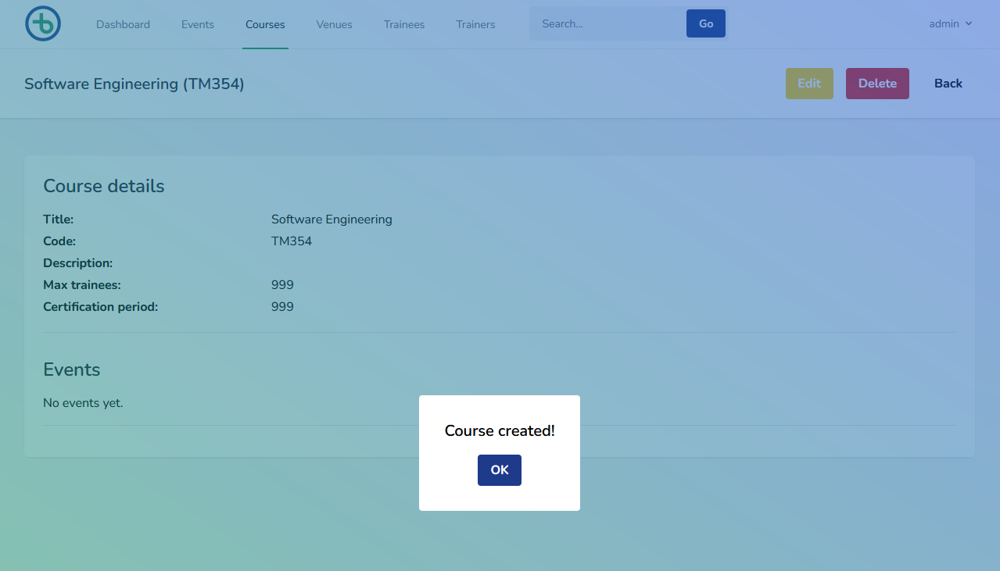 Dashboard Events Courses Venues Trainees Trainers Search... Go admin
Software Engineering (TM354) Edit Delete Back
Course details
Title: Software Engineering
Code: TM354
Description:
Max trainees: 999
Certification period: 999
Events
No events yet.
Course created!
OK